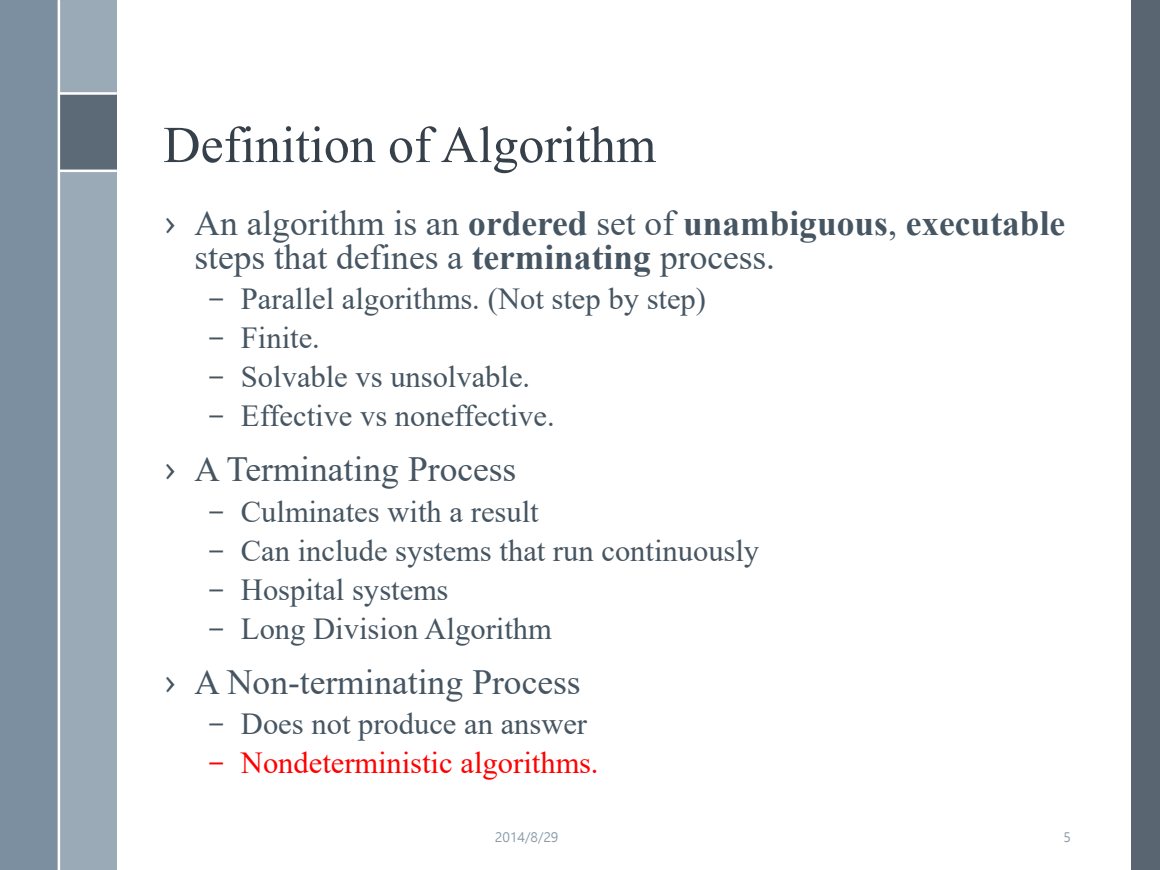 Definition of Algorithm
› An algorithm is an ordered set of unambiguous, executable
steps that defines a terminating process.
– Parallel algorithms. (Not step by step)
– Finite.
– Solvable vs unsolvable.
– Effective vs noneffective.
› A Terminating Process
– Culminates with a result
– Can include systems that run continuously
– Hospital systems
– Long Division Algorithm
› A Non-terminating Process
– Does not produce an answer
– Nondeterministic algorithms.
2014/8/29 5